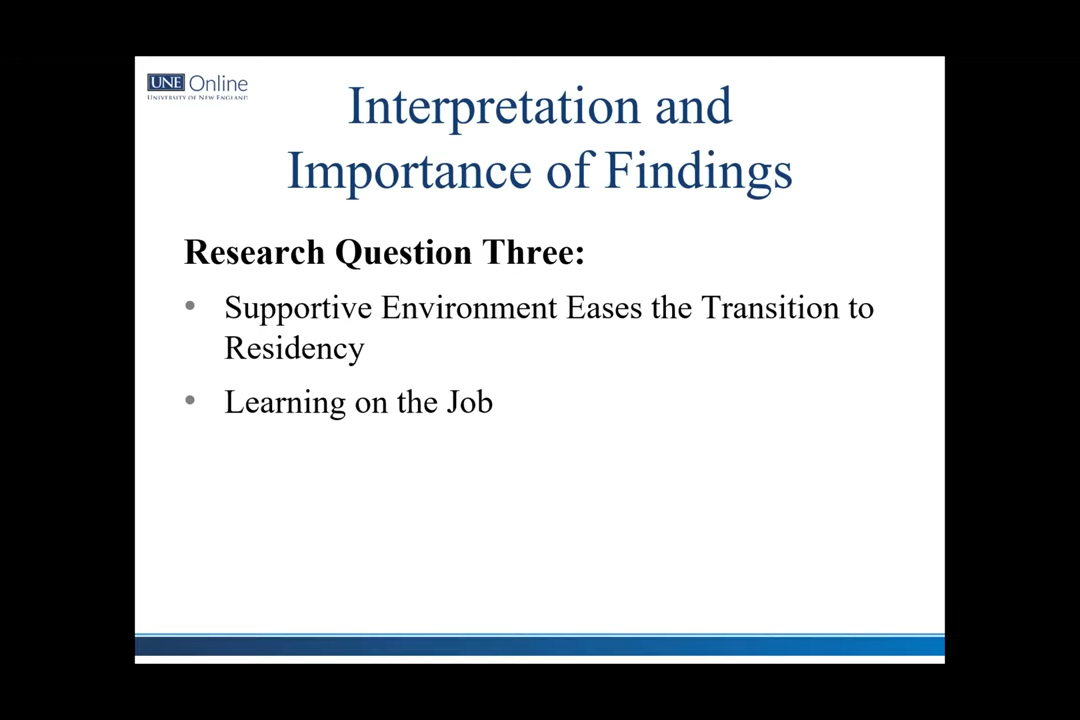 UNE Online
UNIVERSITY OF NEW ENGLAND
Interpretation and
Importance of Findings
Research Question Three:
• Supportive Environment Eases the Transition to
Residency
• Learning on the Job